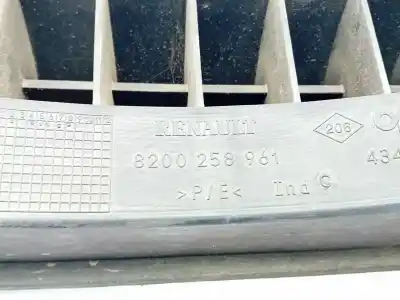 RENAULT 206
8200 258 961 434
>P/E< Ind C